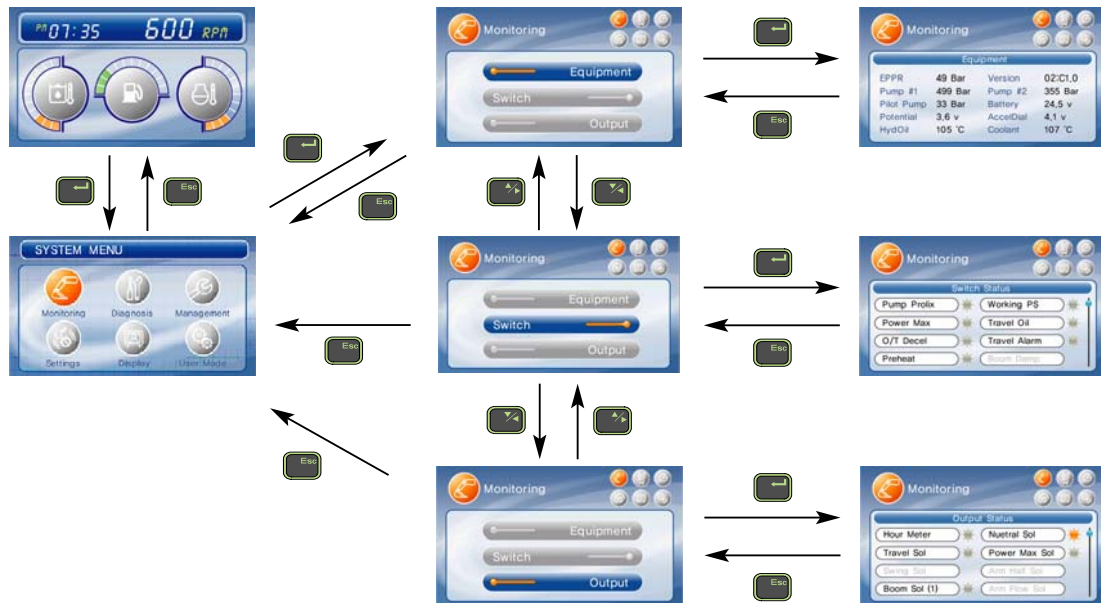 PM 07:35 600 RPM
Esc
SYSTEM MENU
Monitoring Diagnosis Management
Settings Display User Mode
Esc
Monitoring
Equipment
Switch
Output
Esc
Monitoring
Equipment
EPPR 49 Bar Version 02:C1,0
Pump #1 499 Bar Pump #2 355 Bar
Pilot Pump 33 Bar Battery 24,5 v
Potential 3,6 v AccelDial 4,1 v
HydOil 105 °C Coolant 107 °C
Esc
Monitoring
Equipment
Switch
Output
Esc
Monitoring
Switch Status
Pump Prolix Working PS
Power Max Travel Oil
O/T Decel Travel Alarm
Preheat Boom Damp
Esc
Monitoring
Equipment
Switch
Output
Esc
Monitoring
Output Status
Hour Meter Nuetral Sol
Travel Sol Power Max Sol
Swing Sol Arm Half Sol
Boom Sol (1) Arm Flow Sol